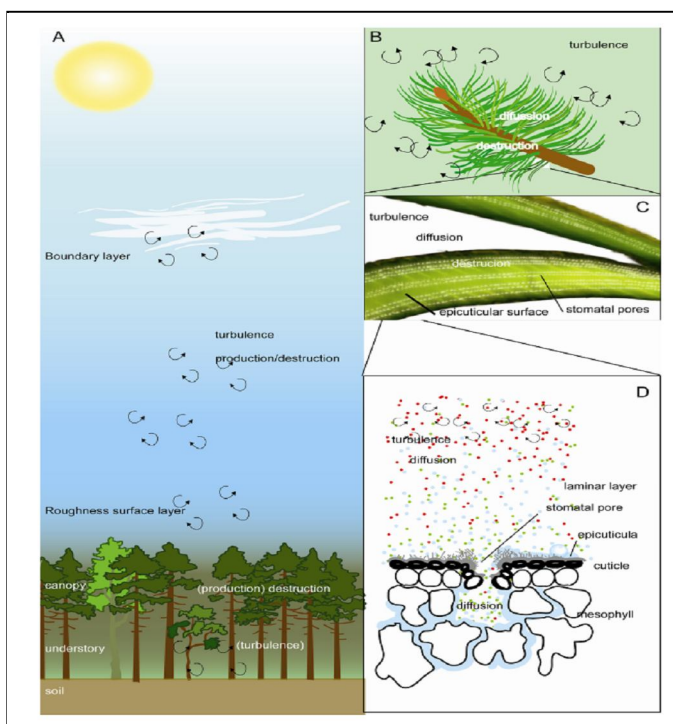 A
Boundary layer
turbulence
production/destruction
Roughness surface layer
canopy
(production) destruction
understory
(turbulence)
soil
B
turbulence
difussion
destruction
C
turbulence
diffusion
destrucion
stomatal pores
epicuticular surface
D
turbulence
diffusion
laminar layer
stomatal pore
epicuticula
cuticle
diffusion
mesophyll